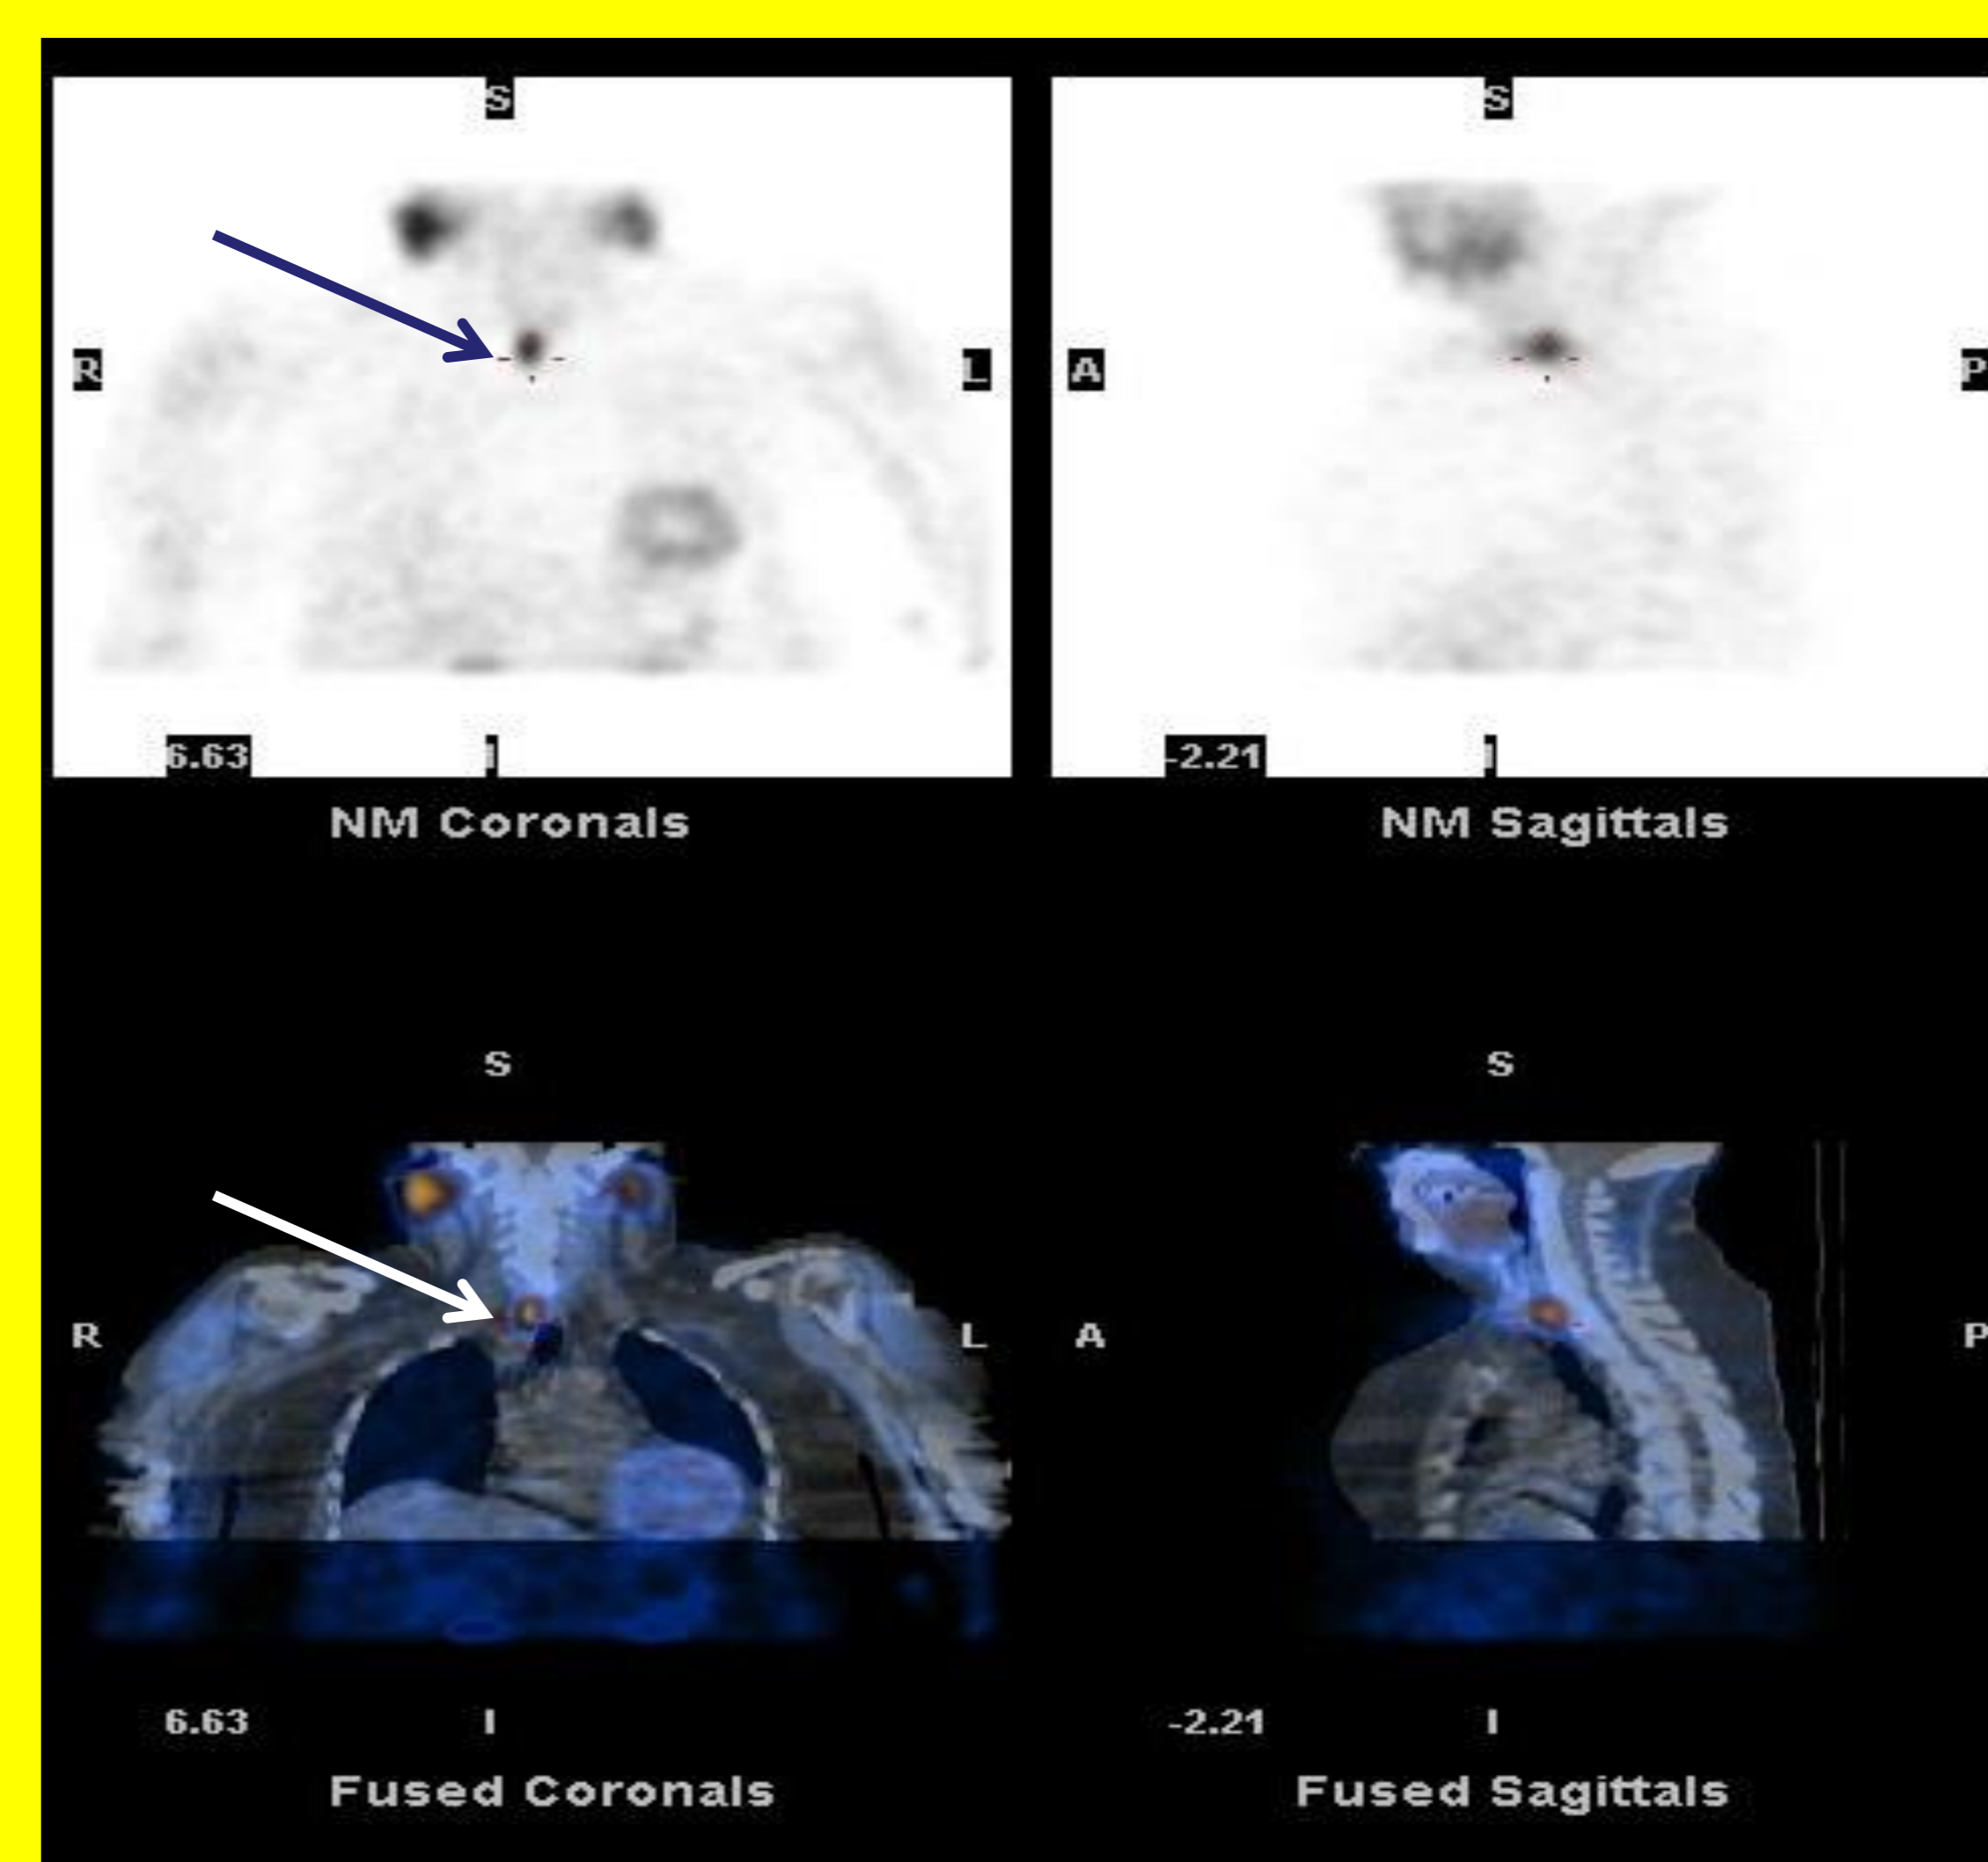 S
S
R
L
A
P
6.63
I
-2.21
I
NM Coronals
NM Sagittals
S
S
R
L
A
P
6.63
I
-2.21
I
Fused Coronals
Fused Sagittals